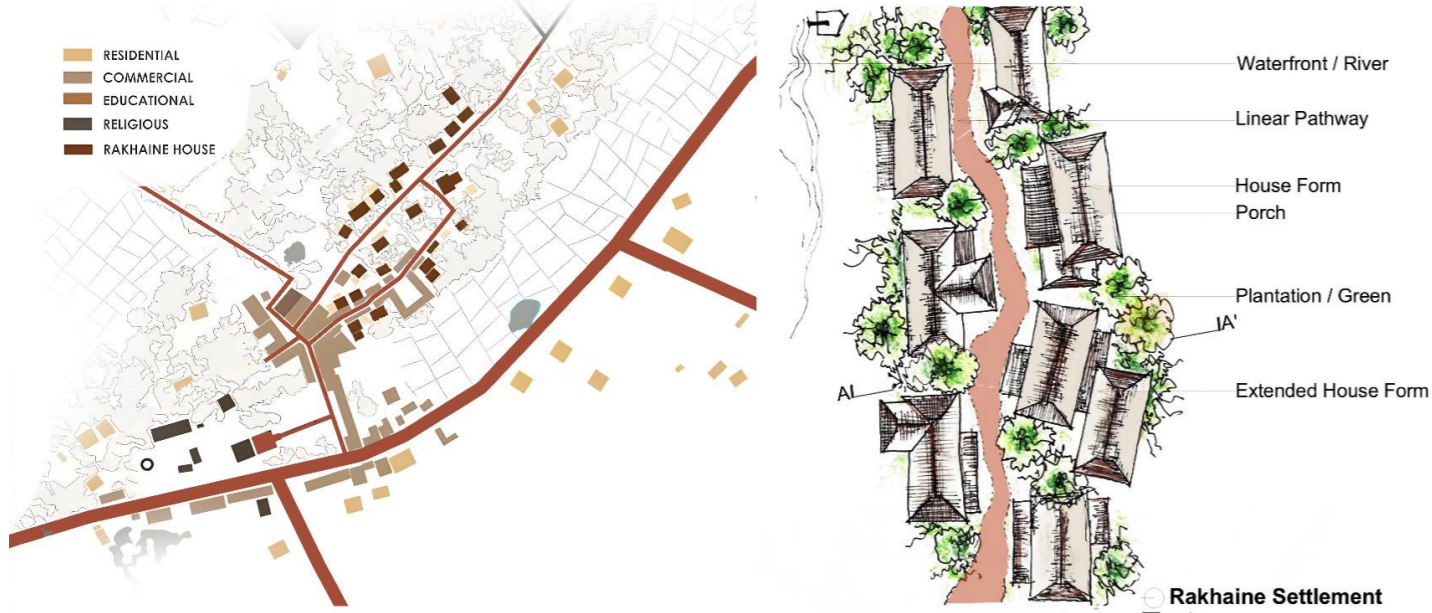 RESIDENTIAL
COMMERCIAL
EDUCATIONAL
RELIGIOUS
RAKHAINE HOUSE
Waterfront / River
Linear Pathway
House Form
Porch
Plantation / Green
IA'
AI
Extended House Form
Rakhaine Settlement